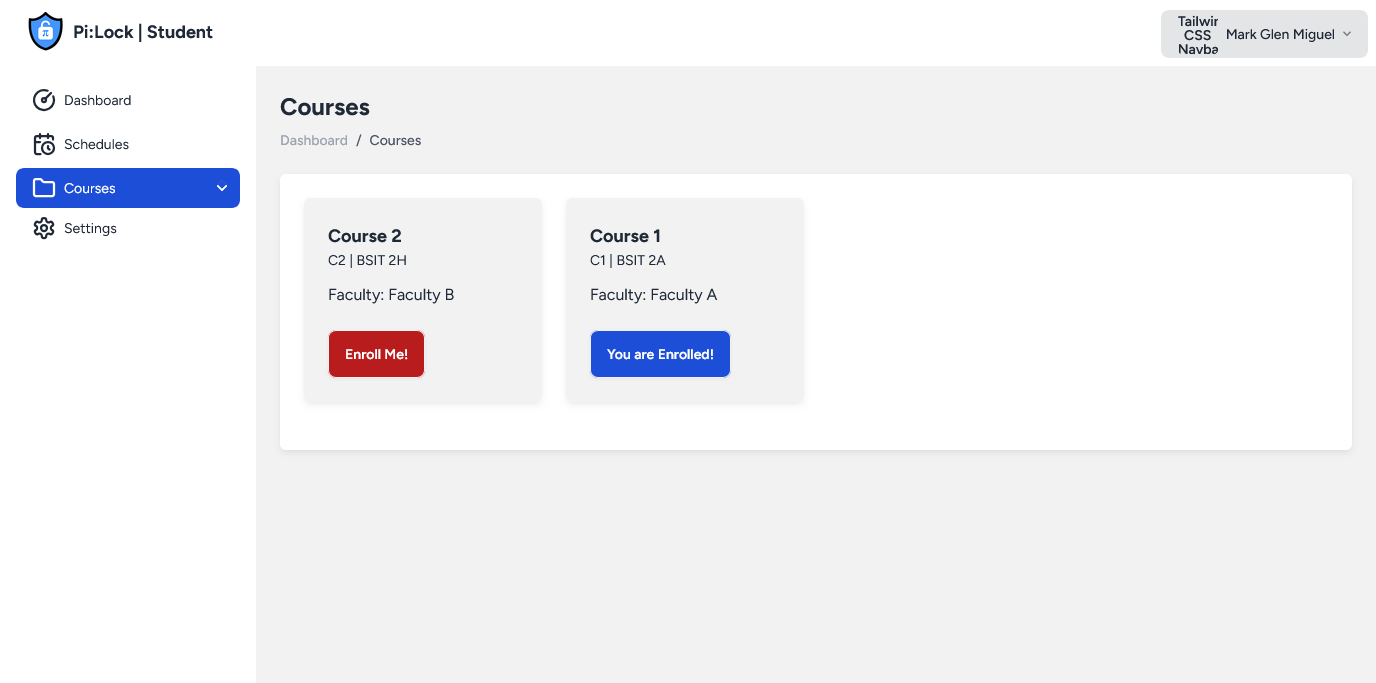 Pi:Lock | Student
Tailwin
CSS
Navba
Mark Glen Miguel
Dashboard
Schedules
Courses
Settings
Courses
Dashboard / Courses
Course 2
C2 | BSIT 2H
Faculty: Faculty B
Enroll Me!
Course 1
C1 | BSIT 2A
Faculty: Faculty A
You are Enrolled!